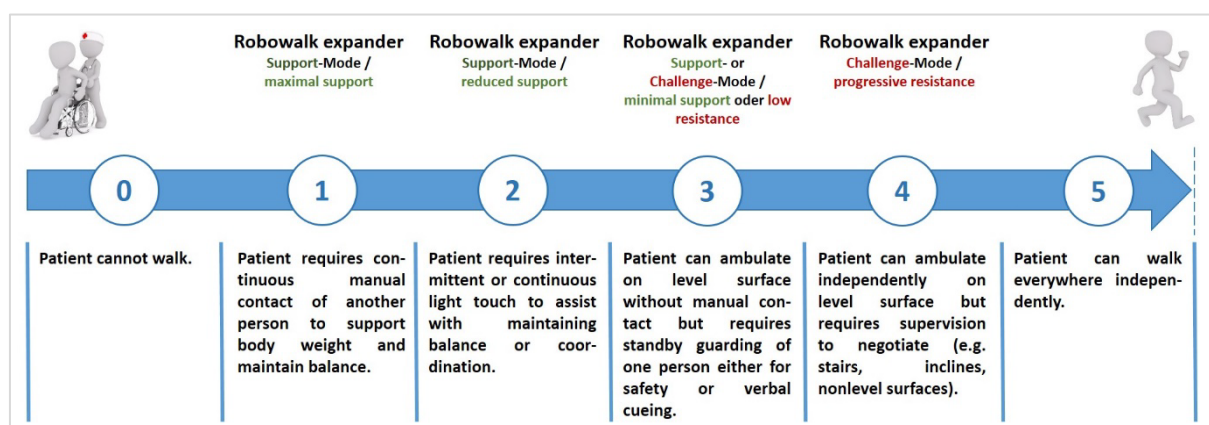 Robowalk expander
Support-Mode /
maximal support
Robowalk expander
Support-Mode /
reduced support
Robowalk expander
Support- or
Challenge-Mode /
minimal support oder low
resistance
Robowalk expander
Challenge-Mode /
progressive resistance
0
1
2
3
4
5
Patient cannot walk.
Patient requires con-
tinuous manual
contact of another
person to support
body weight and
maintain balance.
Patient requires inter-
mittent or continuous
light touch to assist
with maintaining
balance or coor-
dination.
Patient can ambulate
on level surface
without manual con-
tact but requires
standby guarding of
one person either for
safety or verbal
cueing.
Patient can ambulate
independently on
level surface but
requires supervision
to negotiate (e.g.
stairs, inclines,
nonlevel surfaces).
Patient can walk
everywhere indepen-
dently.